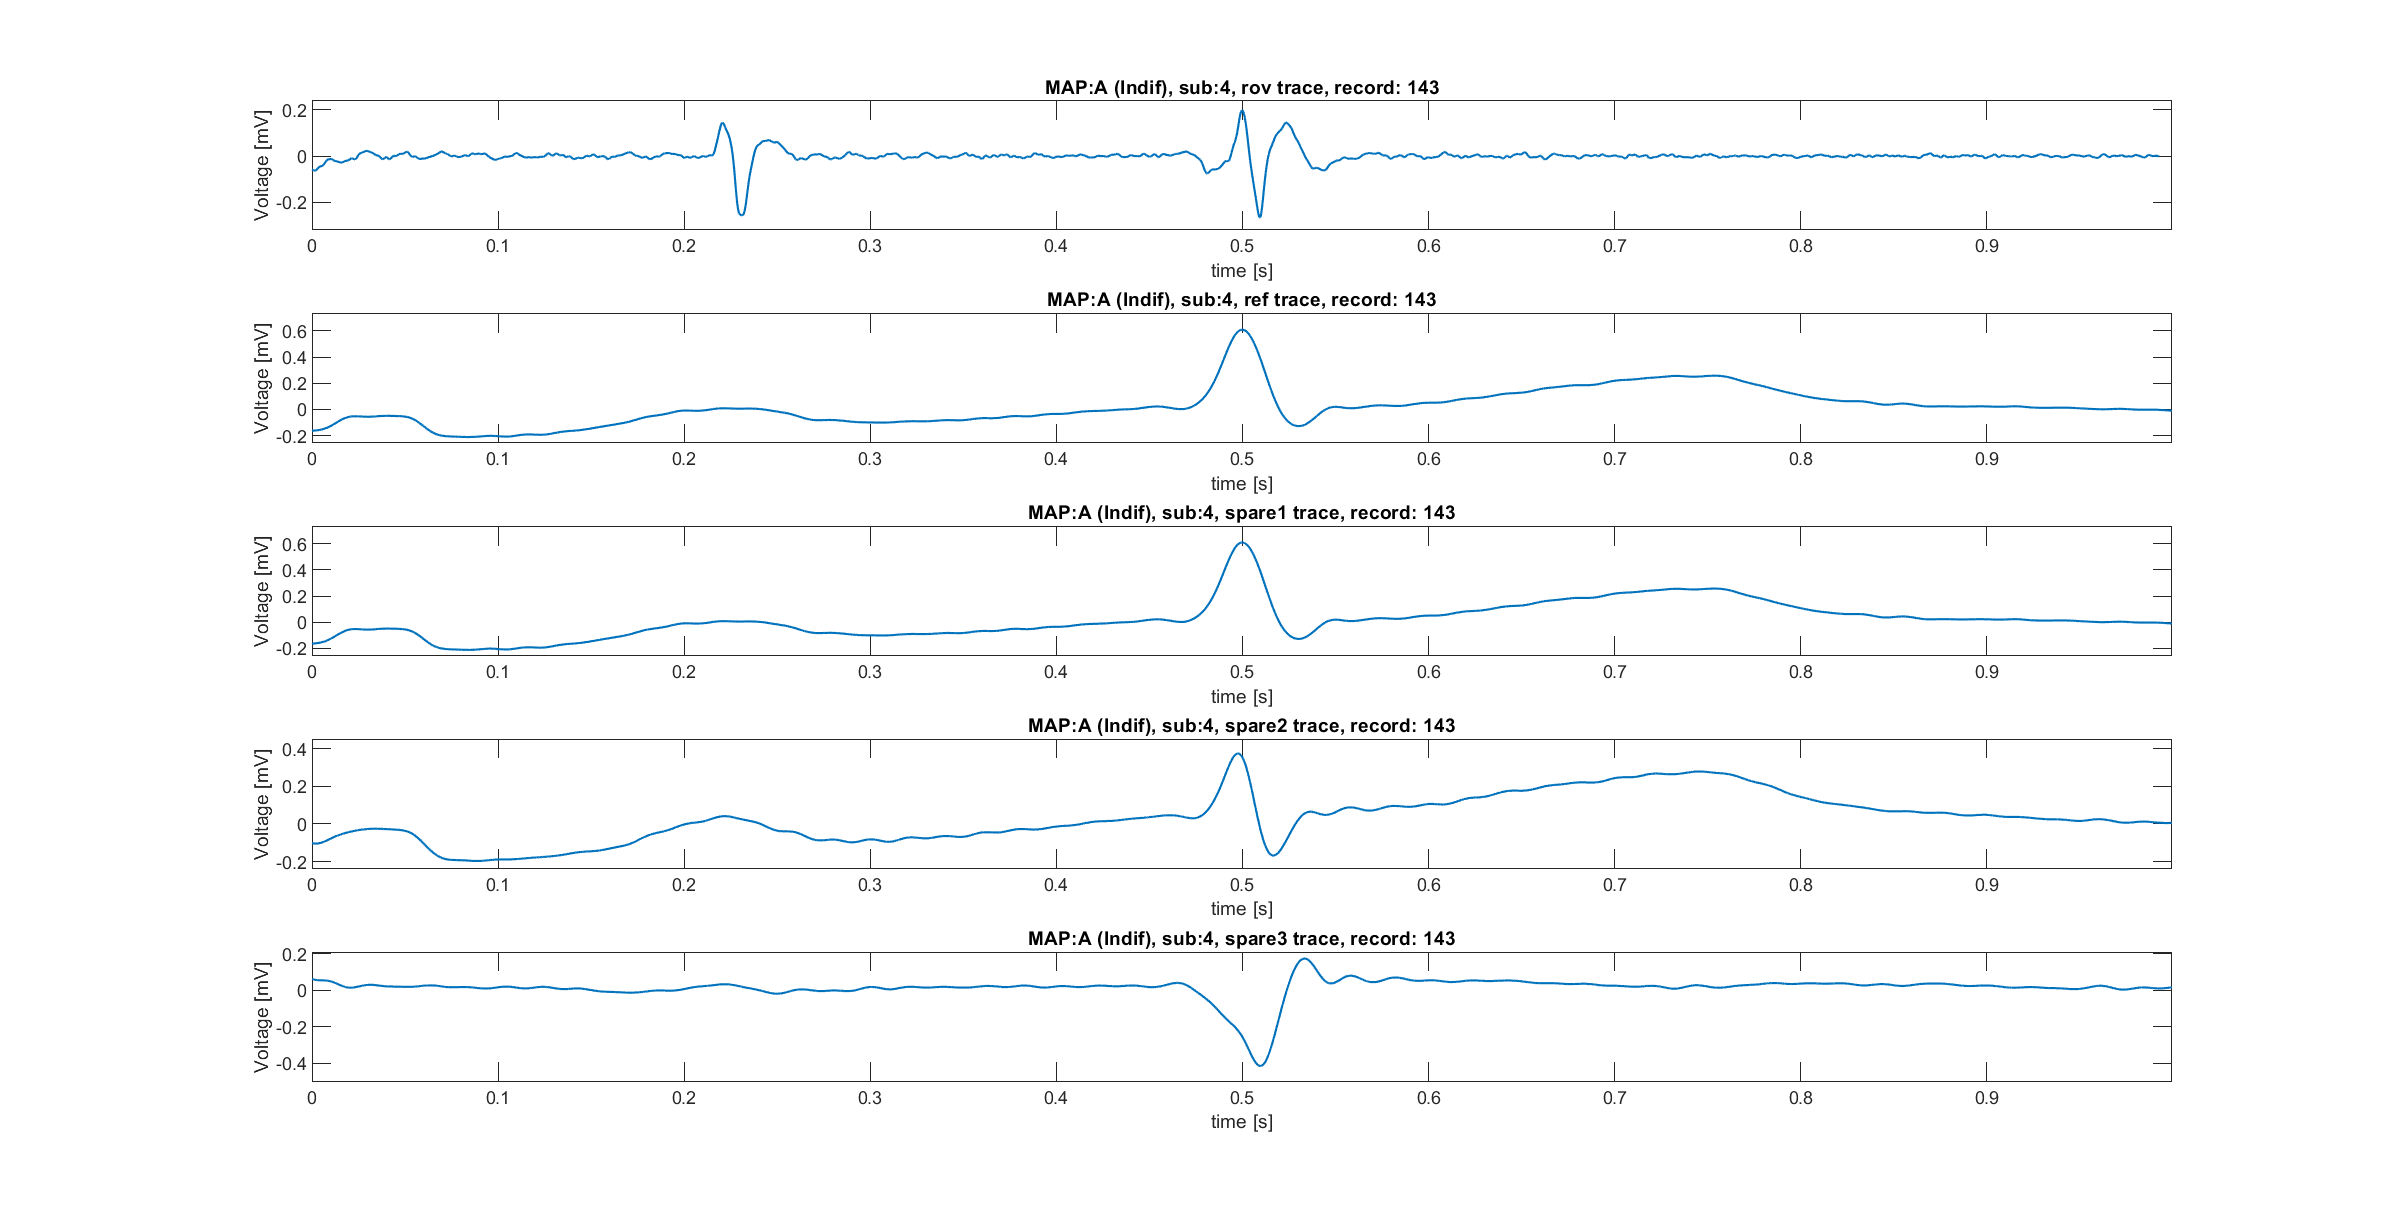 MAP:A (Indif), sub:4, rov trace, record: 143
Voltage [mV]
0.2
0
-0.2
0 0.1 0.2 0.3 0.4 0.5 0.6 0.7 0.8 0.9
time [s]
MAP:A (Indif), sub:4, ref trace, record: 143
Voltage [mV]
0.6
0.4
0.2
0
-0.2
0 0.1 0.2 0.3 0.4 0.5 0.6 0.7 0.8 0.9
time [s]
MAP:A (Indif), sub:4, spare1 trace, record: 143
Voltage [mV]
0.6
0.4
0.2
0
-0.2
0 0.1 0.2 0.3 0.4 0.5 0.6 0.7 0.8 0.9
time [s]
MAP:A (Indif), sub:4, spare2 trace, record: 143
Voltage [mV]
0.4
0.2
0
-0.2
0 0.1 0.2 0.3 0.4 0.5 0.6 0.7 0.8 0.9
time [s]
MAP:A (Indif), sub:4, spare3 trace, record: 143
Voltage [mV]
0.2
0
-0.2
-0.4
0 0.1 0.2 0.3 0.4 0.5 0.6 0.7 0.8 0.9
time [s]